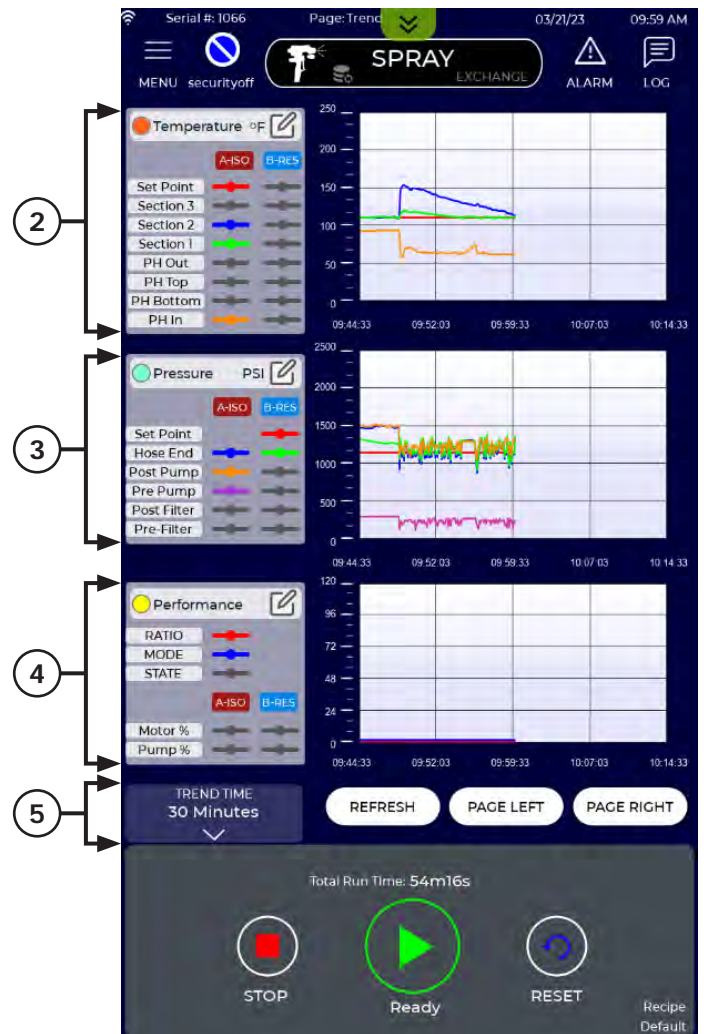 Serial #: 1066 Page: Trend 03/21/23 09:59 AM
MENU securityoff SPRAY EXCHANGE ALARM LOG
2
Temperature °F
A-ISO B-RES
Set Point
Section 3
Section 2
Section 1
PH Out
PH Top
PH Bottom
PH In
250
200
150
100
50
0
09:44:33 09:52:03 09:59:33 10:07:03 10:14:33
3
Pressure PSI
A-ISO B-RES
Set Point
Hose End
Post Pump
Pre Pump
Post Filter
Pre-Filter
2500
2000
1500
1000
500
0
09:44:33 09:52:03 09:59:33 10:07:03 10:14:33
4
Performance
RATIO
MODE
STATE
A-ISO B-RES
Motor %
Pump %
120
96
72
48
24
0
09:44:33 09:52:03 09:59:33 10:07:03 10:14:33
5
TREND TIME
30 Minutes
REFRESH PAGE LEFT PAGE RIGHT
Total Run Time: 54m16s
STOP Ready RESET
Recipe
Default